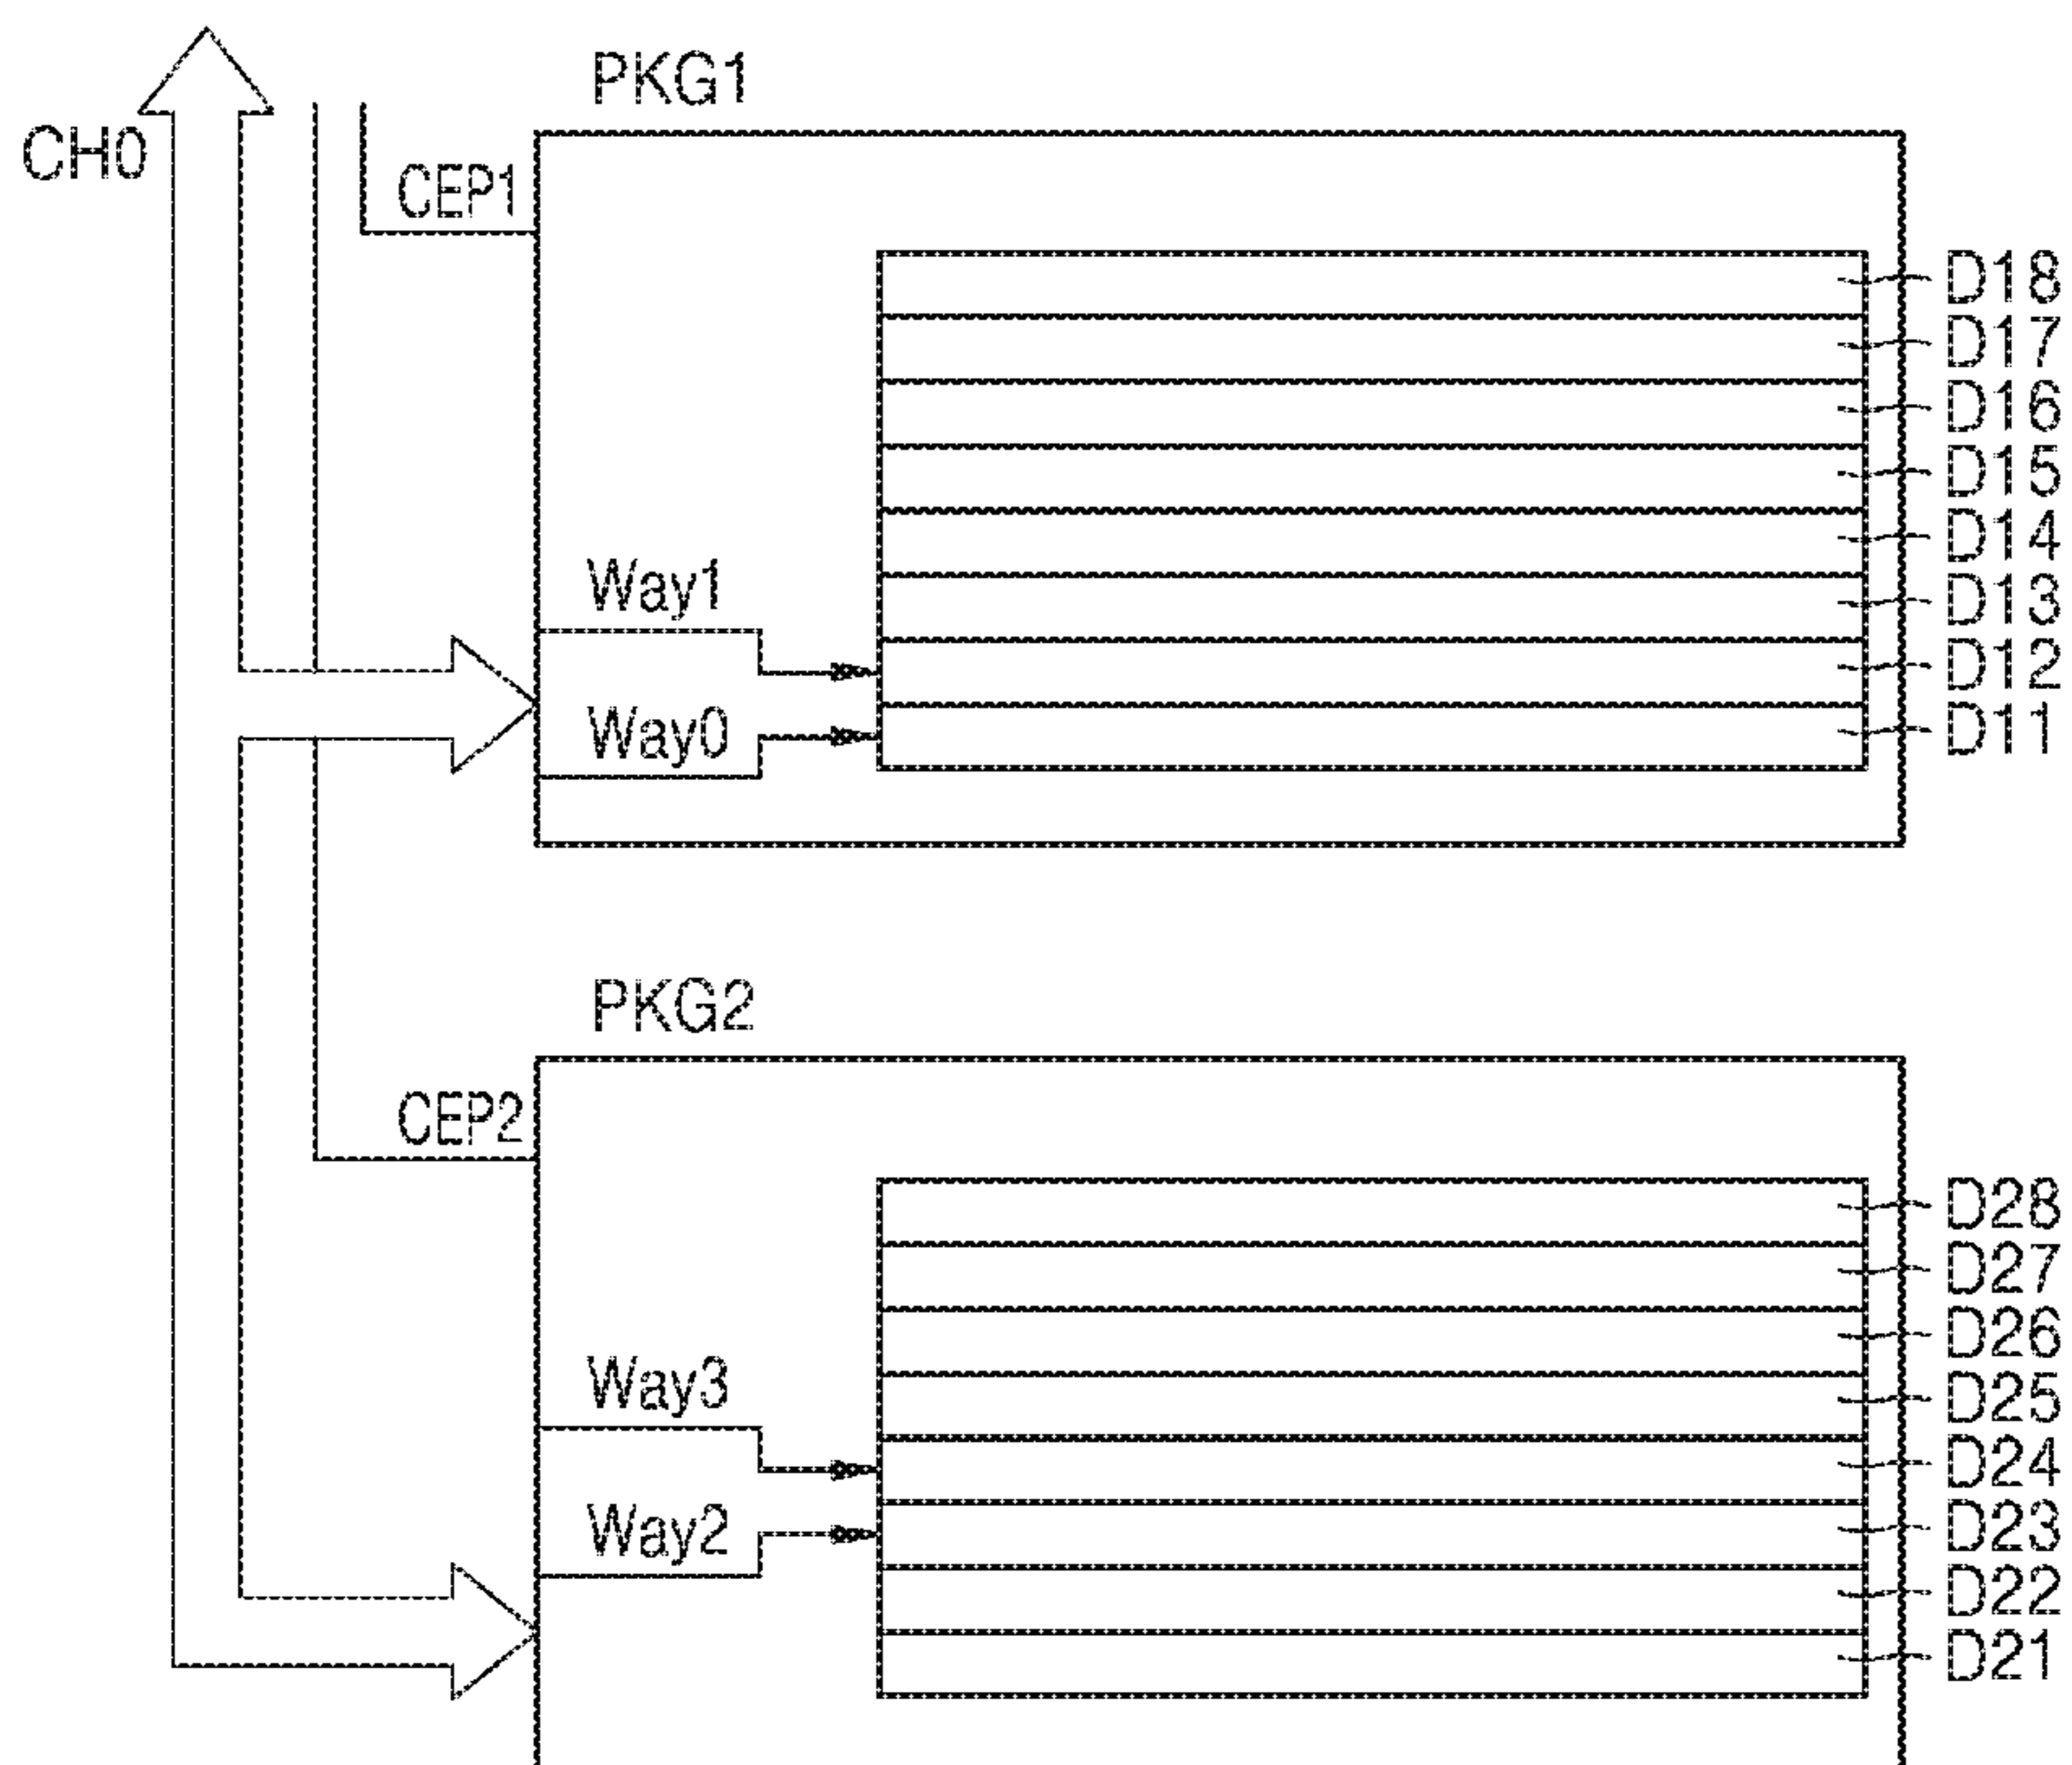 PKG1
CH0
CEP1
D18
D17
D16
D15
D14
Way1
D13
D12
Way0
D11
PKG2
CEP2
D28
D27
D26
Way3
D25
D24
Way2
D23
D22
D21